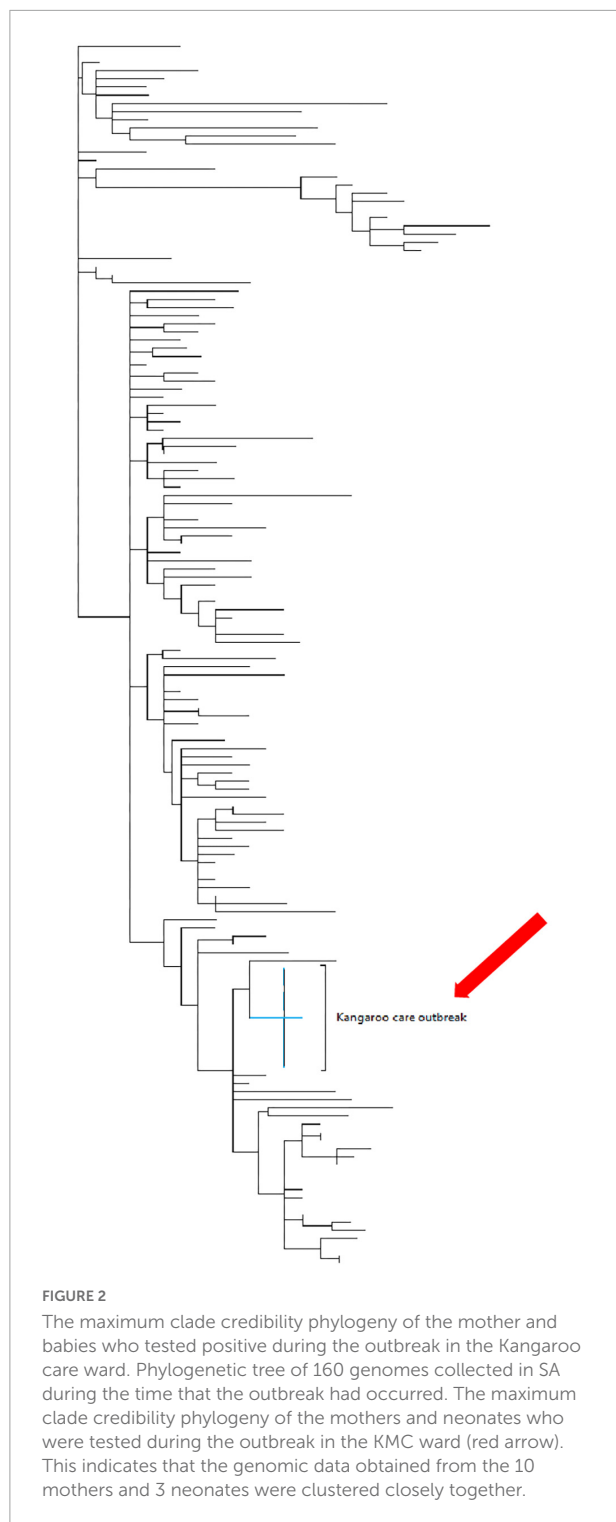 Kangaroo care outbreak
FIGURE 2
The maximum clade credibility phylogeny of the mother and
babies who tested positive during the outbreak in the Kangaroo
care ward. Phylogenetic tree of 160 genomes collected in SA
during the time that the outbreak had occurred. The maximum
clade credibility phylogeny of the mothers and neonates who
were tested during the outbreak in the KMC ward (red arrow).
This indicates that the genomic data obtained from the 10
mothers and 3 neonates were clustered closely together.